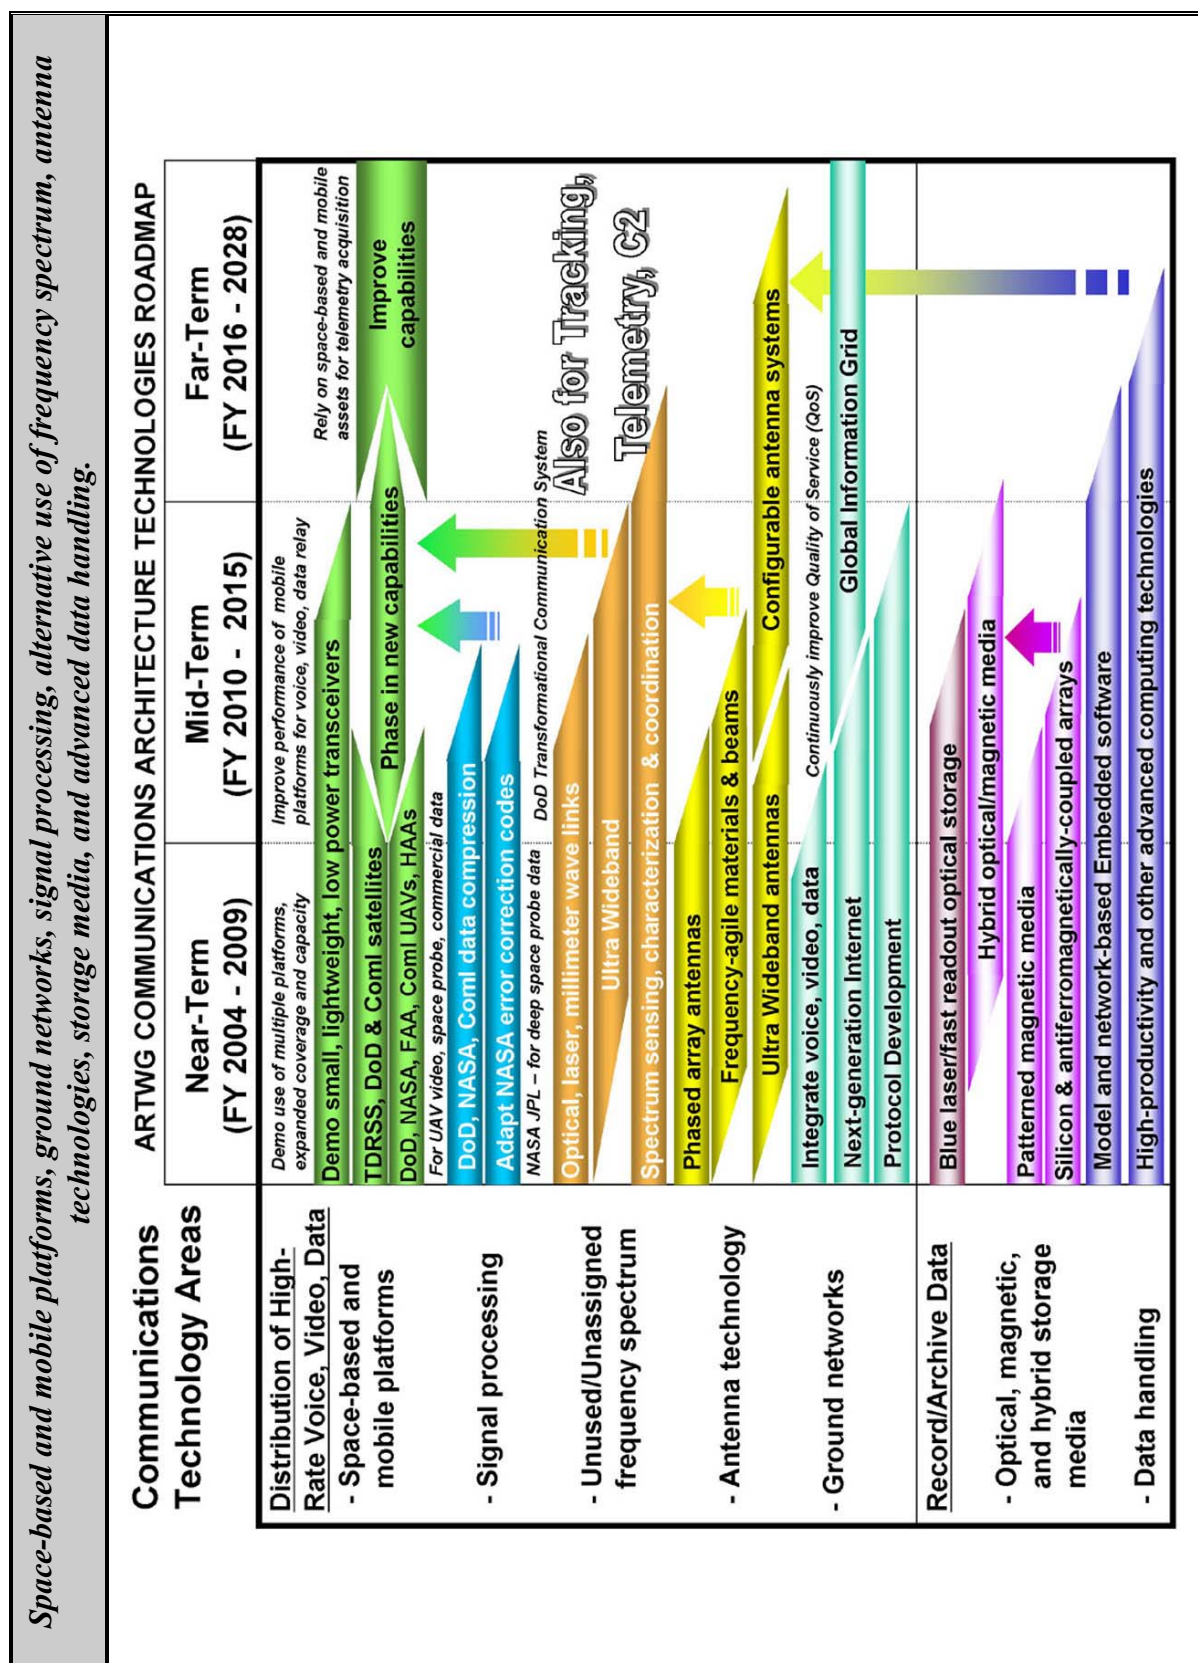 Space-based and mobile platforms, ground networks, signal processing, alternative use of frequency spectrum, antenna
technologies, storage media, and advanced data handling.
ARTWG COMMUNICATIONS ARCHITECTURE TECHNOLOGIES ROADMAP
Communications
Technology Areas
Near-Term
(FY 2004 - 2009)
Mid-Term
(FY 2010 - 2015)
Far-Term
(FY 2016 - 2028)
Distribution of High-
Rate Voice, Video, Data
- Space-based and
mobile platforms
Demo use of multiple platforms,
expanded coverage and capacity
Improve performance of mobile
platforms for voice, video, data relay
Rely on space-based and mobile
assets for telemetry acquisition
Demo small, lightweight, low power transceivers
TDRSS, DoD & Coml satellites
DoD, NASA, FAA, Coml UAVs, HAAs
Phase in new capabilities
Improve
capabilities
- Signal processing
For UAV video, space probe, commercial data
DoD, NASA, Coml data compression
Adapt NASA error correction codes
NASA JPL – for deep space probe data
DoD Transformational Communication System
- Unused/Unassigned
frequency spectrum
Optical, laser, millimeter wave links
Ultra Wideband
Spectrum sensing, characterization & coordination
Also for Tracking,
Telemetry, C2
- Antenna technology
Phased array antennas
Frequency-agile materials & beams
Ultra Wideband antennas
Configurable antenna systems
- Ground networks
Continuously improve Quality of Service (QoS)
Integrate voice, video, data
Next-generation Internet
Global Information Grid
Protocol Development
Record/Archive Data
- Optical, magnetic,
and hybrid storage
media
Blue laser/fast readout optical storage
Hybrid optical/magnetic media
Patterned magnetic media
Silicon & antiferromagnetically-coupled arrays
- Data handling
Model and network-based Embedded software
High-productivity and other advanced computing technologies